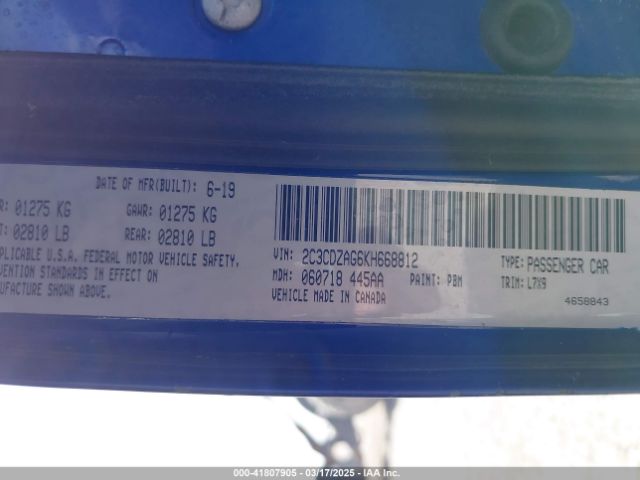 DATE OF MFR(BUILT): 6-19
R: 01275 KG GAWR: 01275 KG
T: 02810 LB REAR: 02810 LB
PLICABLE U.S.A. FEDERAL MOTOR VEHICLE SAFETY,
VENTION STANDARDS IN EFFECT ON
UFACTURE SHOWN ABOVE.
VIN: 2C3CDZAG6KH668812 TYPE: PASSENGER CAR
MDH: 060718 445AA PAINT: PBM TRIM: L7X9
VEHICLE MADE IN CANADA 4658843
000-41807905 - 03/17/2025 - IAA Inc.